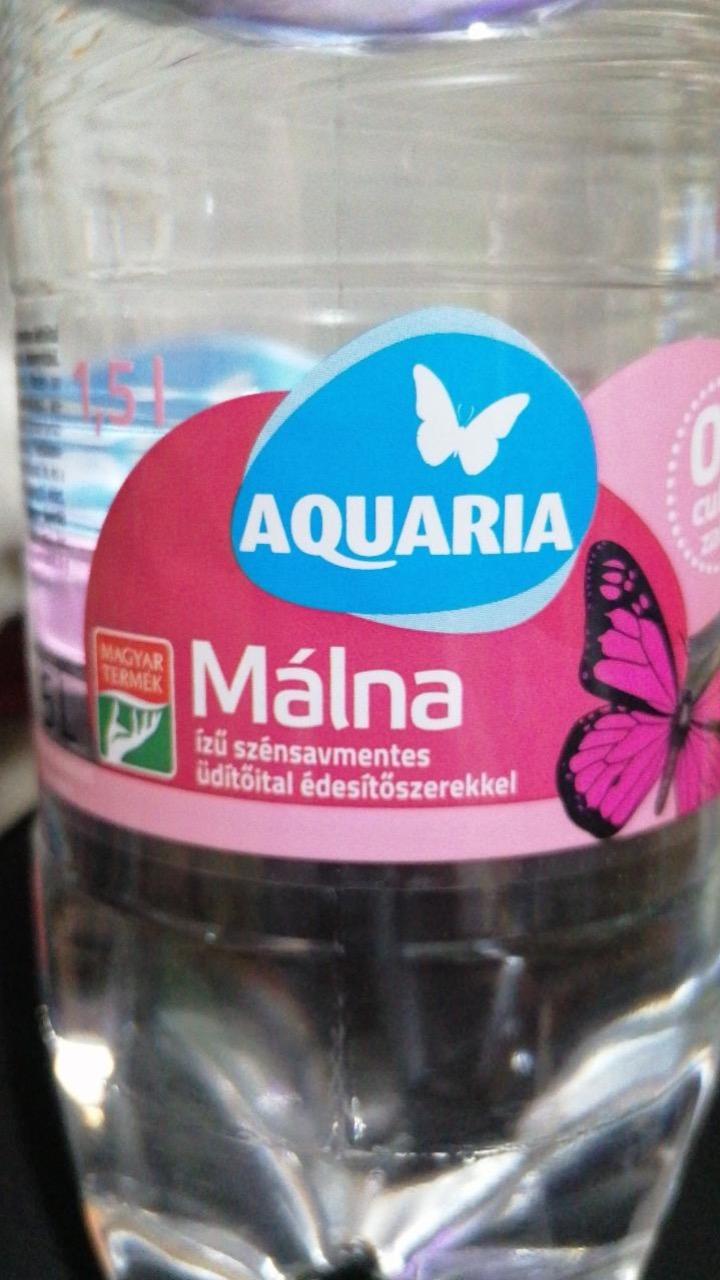 1,5 l
AQUARIA
MAGYAR
TERMÉK
Málna
ízű szénsavmentes
üdítőital édesítőszerekkel